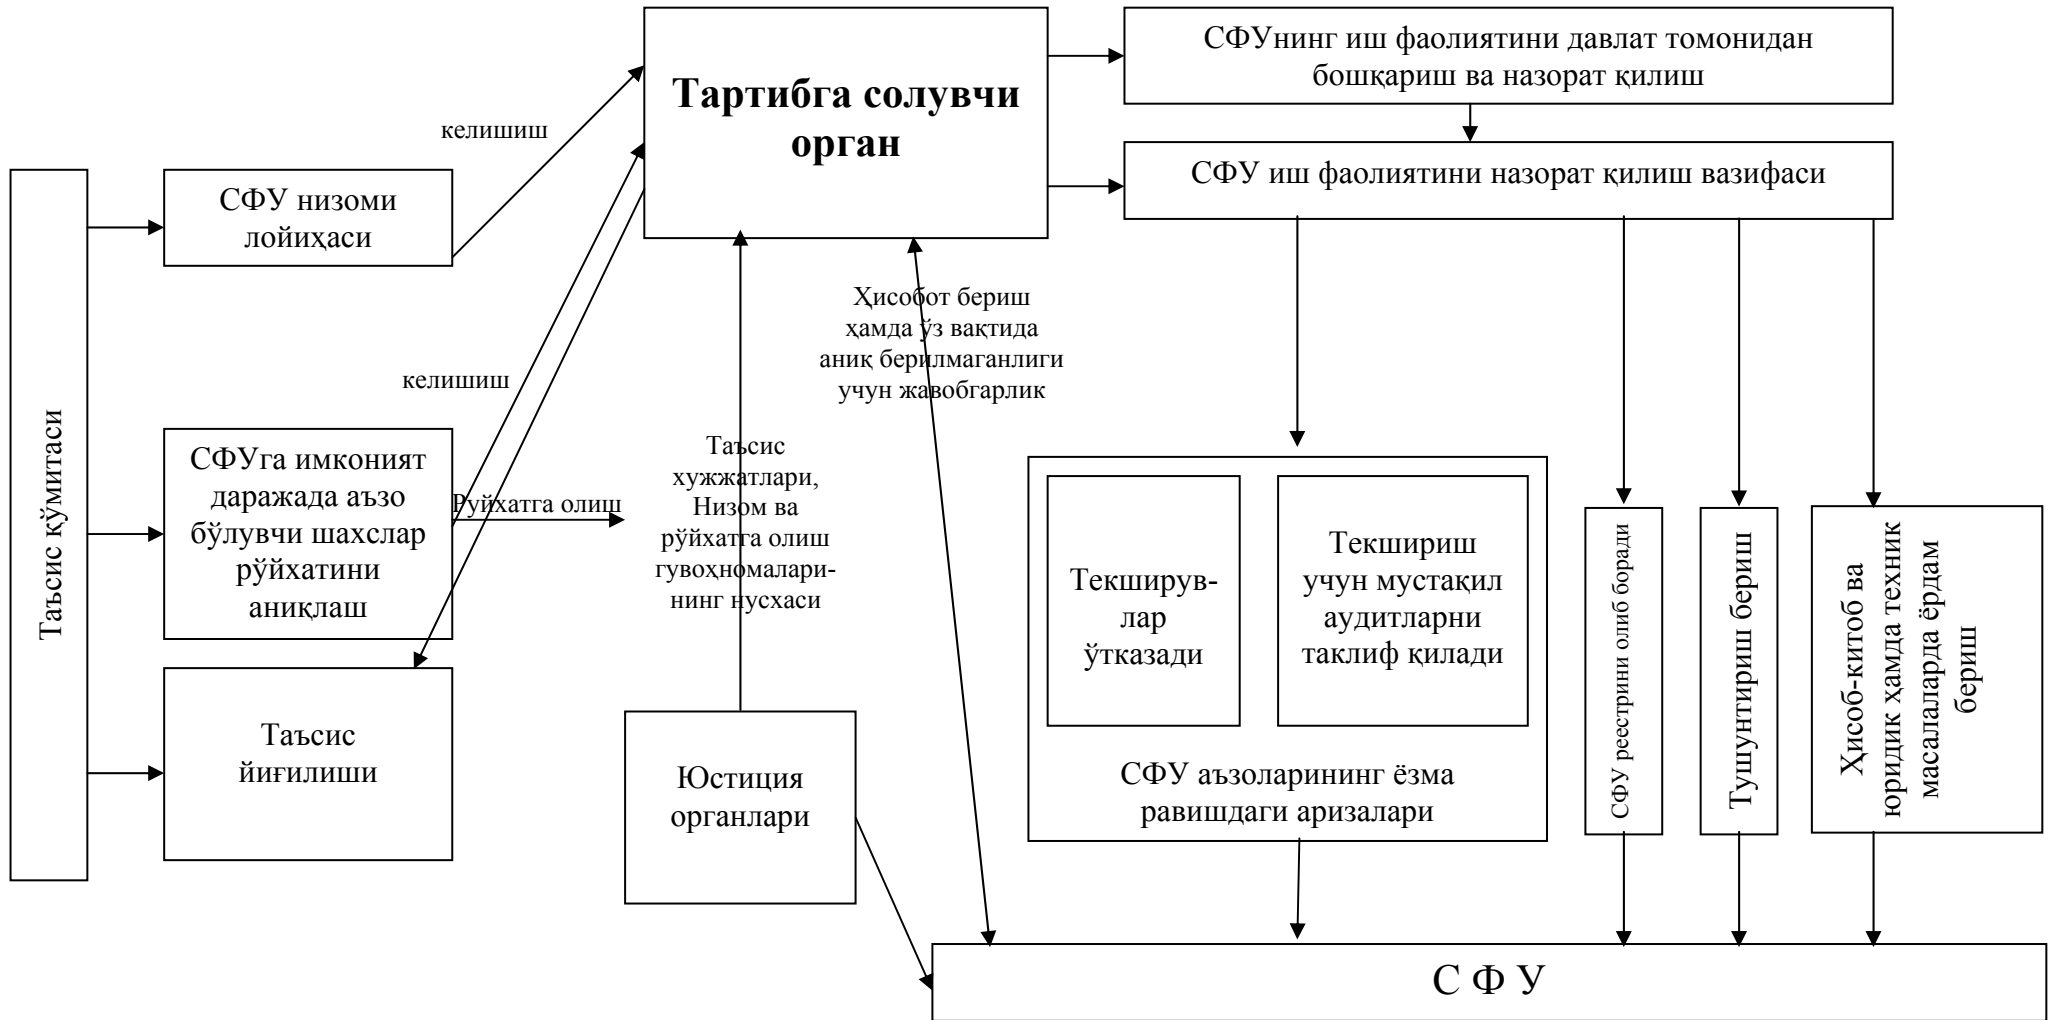 Таъсис қўмитаси
СФУ низоми
лойиҳаси
СФУга имконият
даражада аъзо
бўлувчи шахслар
рўйхатини
аниқлаш
Таъсис
йиғилиши
келишиш
келишиш
Руйхатга олиш
Тартибга солувчи
орган
Таъсис
хужжатлари,
Низом ва
рўйхатга олиш
гувоҳномалари-
нинг нусхаси
Юстиция
органлари
Ҳисобот бериш
ҳамда ўз вақтида
аниқ берилмаганлиги
учун жавобгарлик
СФУнинг иш фаолиятини давлат томонидан
бошқариш ва назорат қилиш
СФУ иш фаолиятини назорат қилиш вазифаси
Текширув-
лар
ўтказади
Текшириш
учун мустақил
аудитларни
таклиф қилади
СФУ аъзоларининг ёзма
равишдаги аризалари
СФУ реестрини олиб боради
Тушунтириш бериш
Ҳисоб-китоб ва
юридик ҳамда техник
масалаларда ёрдам
бериш
С Ф У